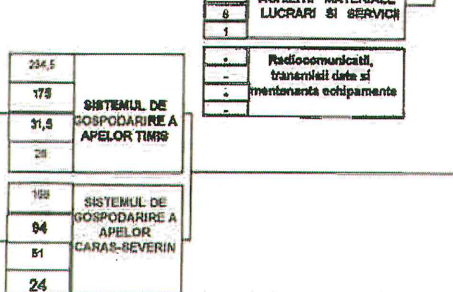 ACHIZITII MATERIALE
8 LUCRARI SI SERVICII
1
Radiocomunicatii,
transmisii date si
mentenanta echipamente
234,5
175
31,5
28
SISTEMUL DE
GOSPODARIRE A
APELOR TIMIS
94
51
24
SISTEMUL DE
GOSPODARIRE A
APELOR
CARAS-SEVERIN